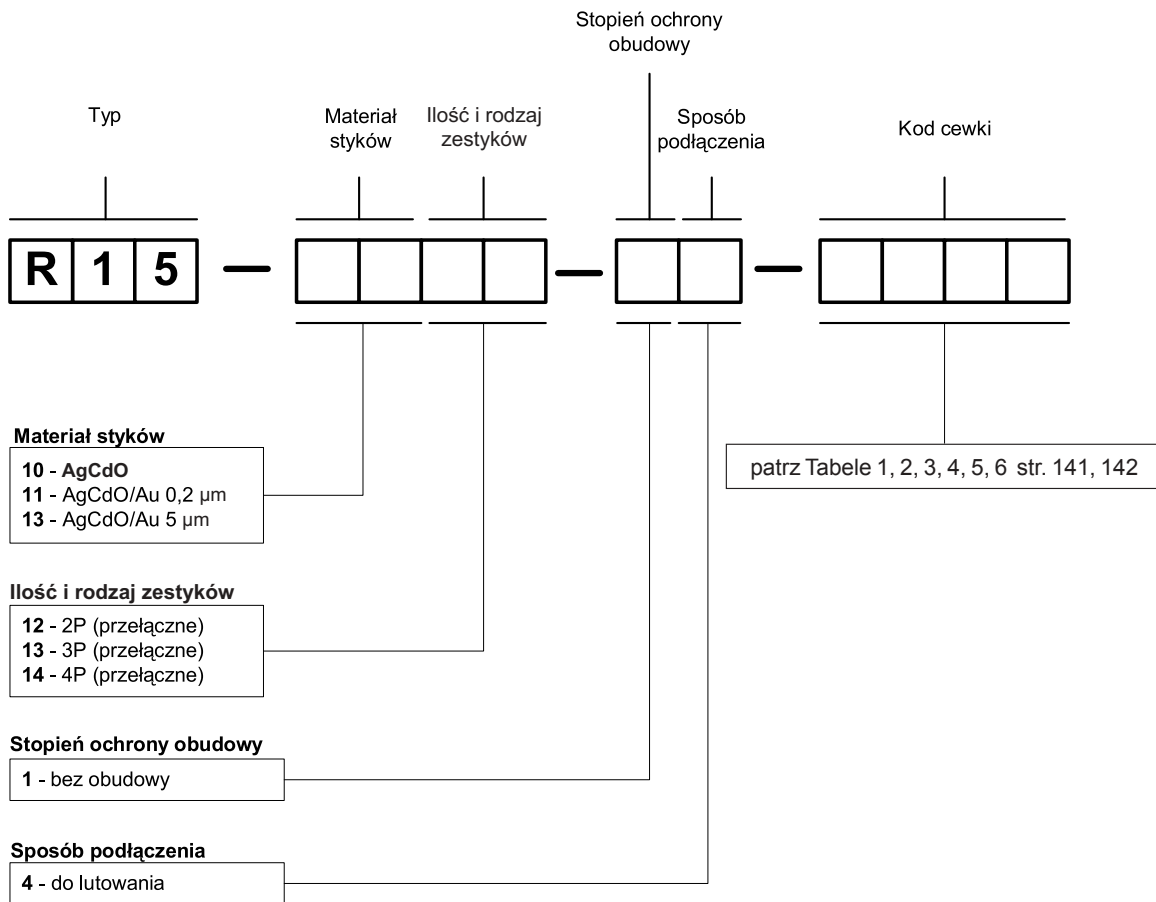 Stopień ochrony
obudowy
Typ
Materiał
styków
Ilość i rodzaj
zestyków
Sposób
podłączenia
Kod cewki
R 1 5 — — —
Materiał styków
10 - AgCdO
11 - AgCdO/Au 0,2 µm
13 - AgCdO/Au 5 µm
patrz Tabele 1, 2, 3, 4, 5, 6 str. 141, 142
Ilość i rodzaj zestyków
12 - 2P (przełączne)
13 - 3P (przełączne)
14 - 4P (przełączne)
Stopień ochrony obudowy
1 - bez obudowy
Sposób podłączenia
4 - do lutowania